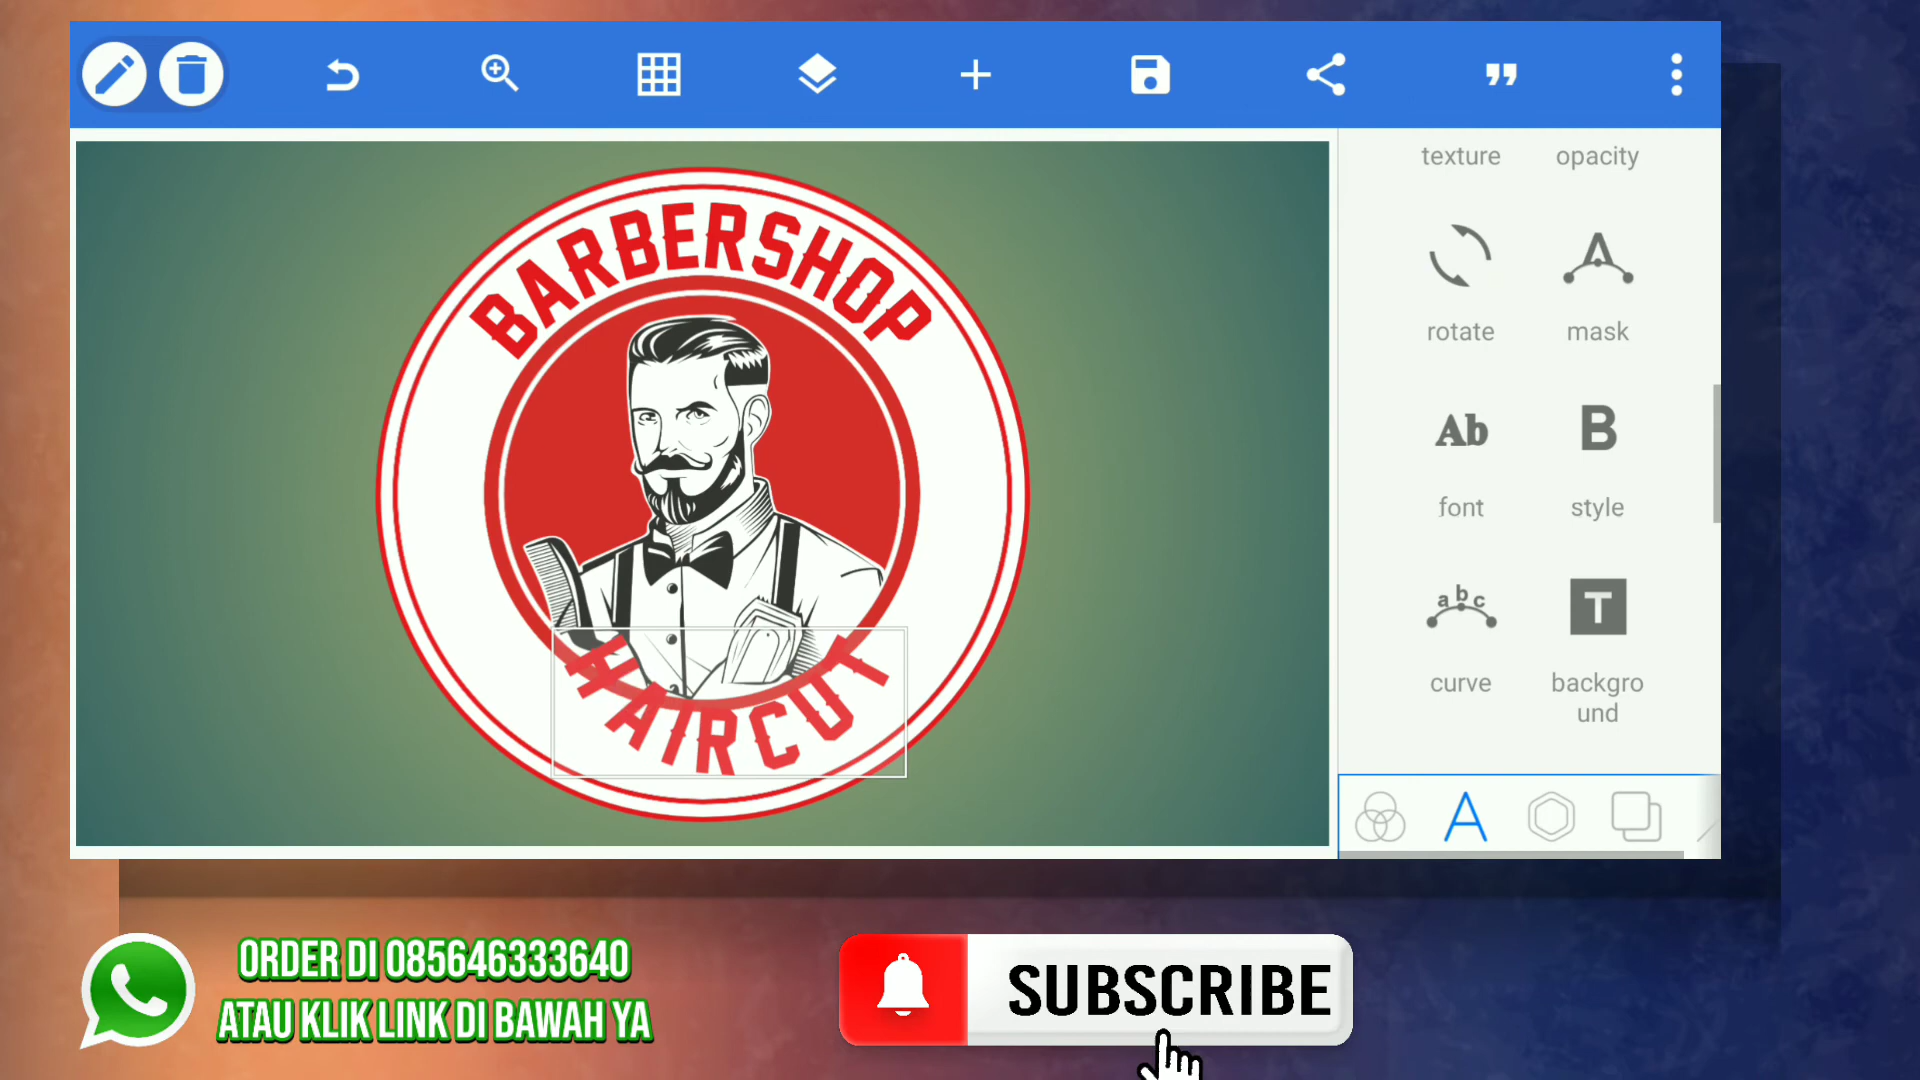 texture
opacity
BARBERSHOP
rotate
mask
Ab
B
font
style
abc
T
curve
backgro
und
HAIRCUT
A
ORDER DI 085646333640
ATAU KLIK LINK DI BAWAH YA
SUBSCRIBE